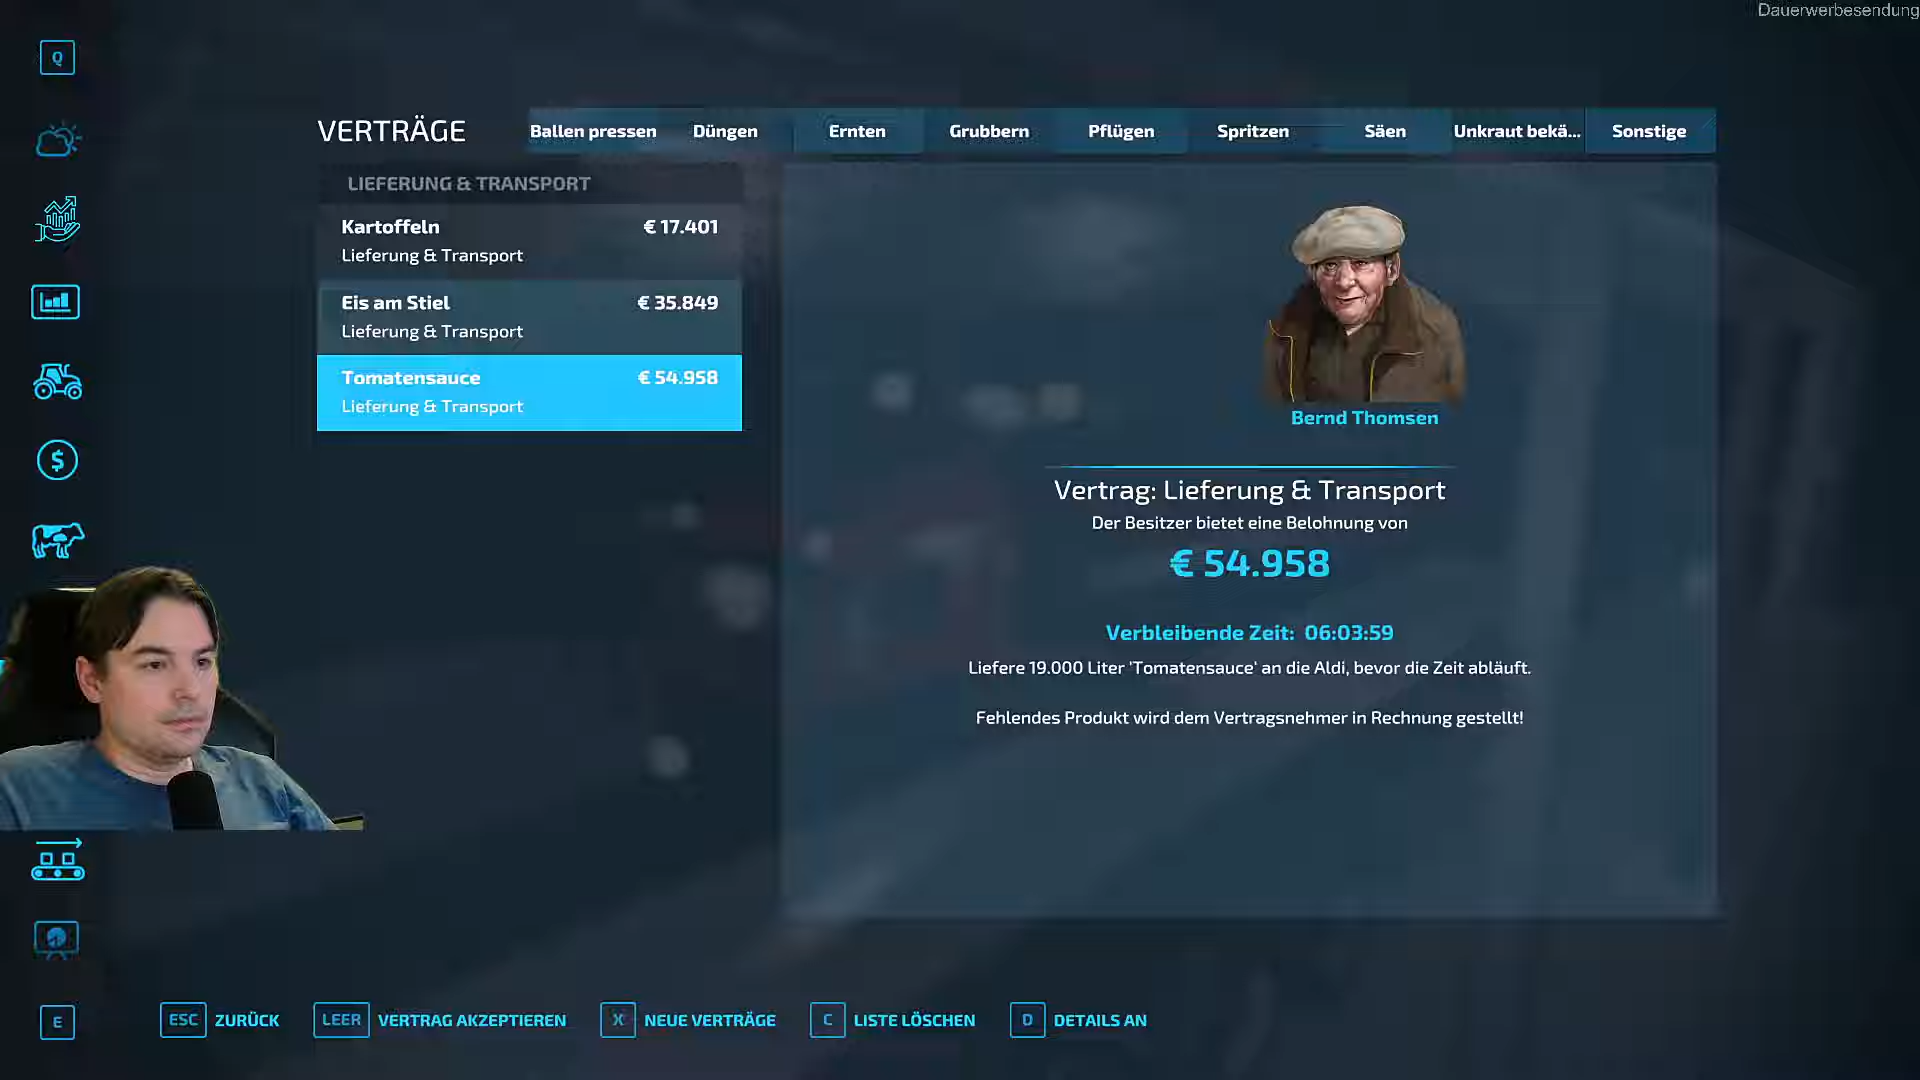 Dauerwerbesendung
Q
VERTRÄGE
Ballen pressen
Düngen
Ernten
Grubbern
Pflügen
Spritzen
Säen
Unkraut bekä...
Sonstige
LIEFERUNG & TRANSPORT
Kartoffeln € 17.401
Lieferung & Transport
Eis am Stiel € 35.849
Lieferung & Transport
Tomatensauce € 54.958
Lieferung & Transport
Bernd Thomsen
Vertrag: Lieferung & Transport
Der Besitzer bietet eine Belohnung von
€ 54.958
Verbleibende Zeit: 06:03:59
Liefere 19.000 Liter 'Tomatensauce' an die Aldi, bevor die Zeit abläuft.
Fehlendes Produkt wird dem Vertragsnehmer in Rechnung gestellt!
E
ESC ZURÜCK
LEER VERTRAG AKZEPTIEREN
X NEUE VERTRÄGE
C LISTE LÖSCHEN
D DETAILS AN